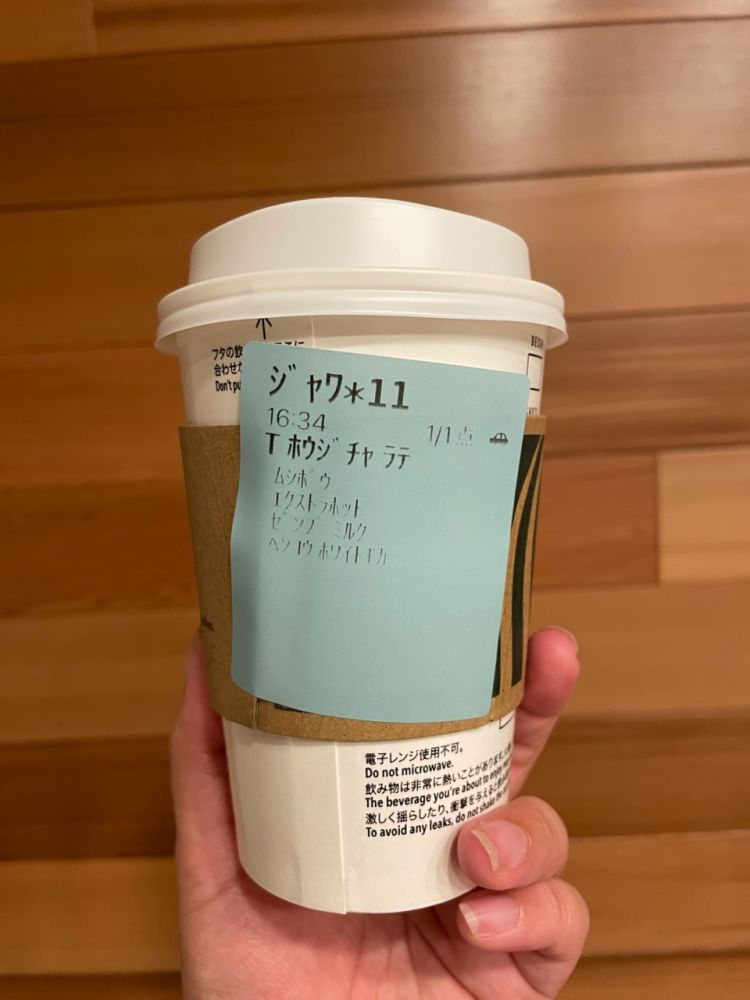 フタの飲
合わせ
Don't pu
ジャワ*11
16:34
1/1点
T ホウジ チャ ラテ
ムシボウ
エクストラホット
ゼンブ ミルク
ヘンコウ ホワイトモカ
電子レンジ使用不可。
Do not microwave.
飲み物は非常に熱いことがあります。
The beverage you're about to enjoy
激しく揺らしたり、衝撃を与えると
To avoid any leaks, do not shake